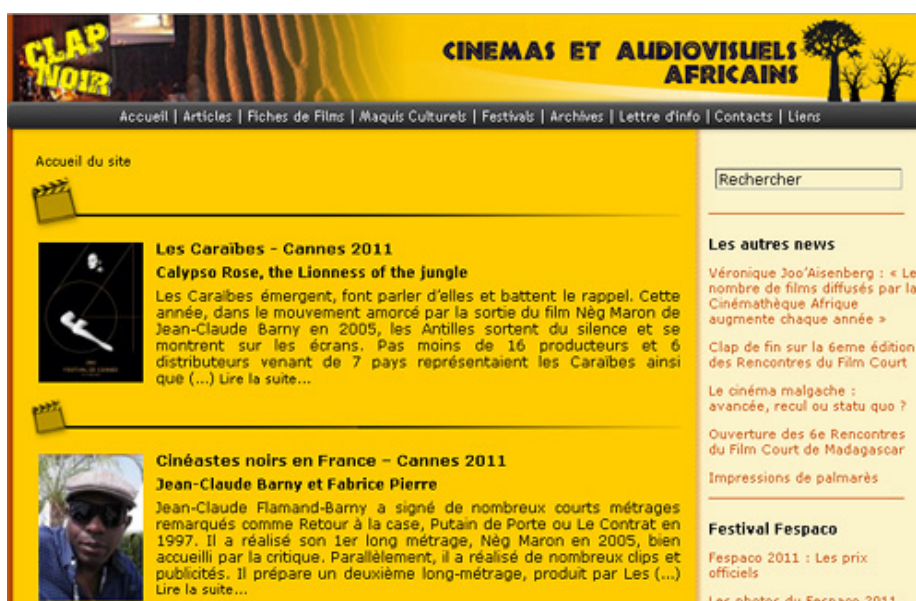 CLAP
NOIR
CINEMAS ET AUDIOVISUELS
AFRICAINS
Accueil | Articles | Fiches de Films | Maquis Culturels | Festivals | Archives | Lettre d'info | Contacts | Liens
Accueil du site
Les Caraïbes - Cannes 2011
Calypso Rose, the Lionness of the jungle
Les Caraïbes émergent, font parler d'elles et battent le rappel. Cette
année, dans le mouvement amorcé par la sortie du film Nèg Maron de
Jean-Claude Barny en 2005, les Antilles sortent du silence et se
montrent sur les écrans. Pas moins de 16 producteurs et 6
distributeurs venant de 7 pays représentaient les Caraïbes ainsi
que (...) Lire la suite...
Cinéastes noirs en France – Cannes 2011
Jean-Claude Barny et Fabrice Pierre
Jean-Claude Flamand-Barny a signé de nombreux courts métrages
remarqués comme Retour à la case, Putain de Porte ou Le Contrat en
1997. Il a réalisé son 1er long métrage, Nèg Maron en 2005, bien
accueilli par la critique. Parallèlement, il a réalisé de nombreux clips et
publicités. Il prépare un deuxième long-métrage, produit par Les (...)
Lire la suite...
Rechercher
Les autres news
Véronique Joo'Aisenberg : « Le
nombre de films diffusés par la
Cinémathèque Afrique
augmente chaque année »
Clap de fin sur la 6eme édition
des Rencontres du Film Court
Le cinéma malgache :
avancée, recul ou statu quo ?
Ouverture des 6e Rencontres
du Film Court de Madagascar
Impressions de palmarès
Festival Fespaco
Fespaco 2011 : Les prix
officiels
Les photos du Fespaco 2011